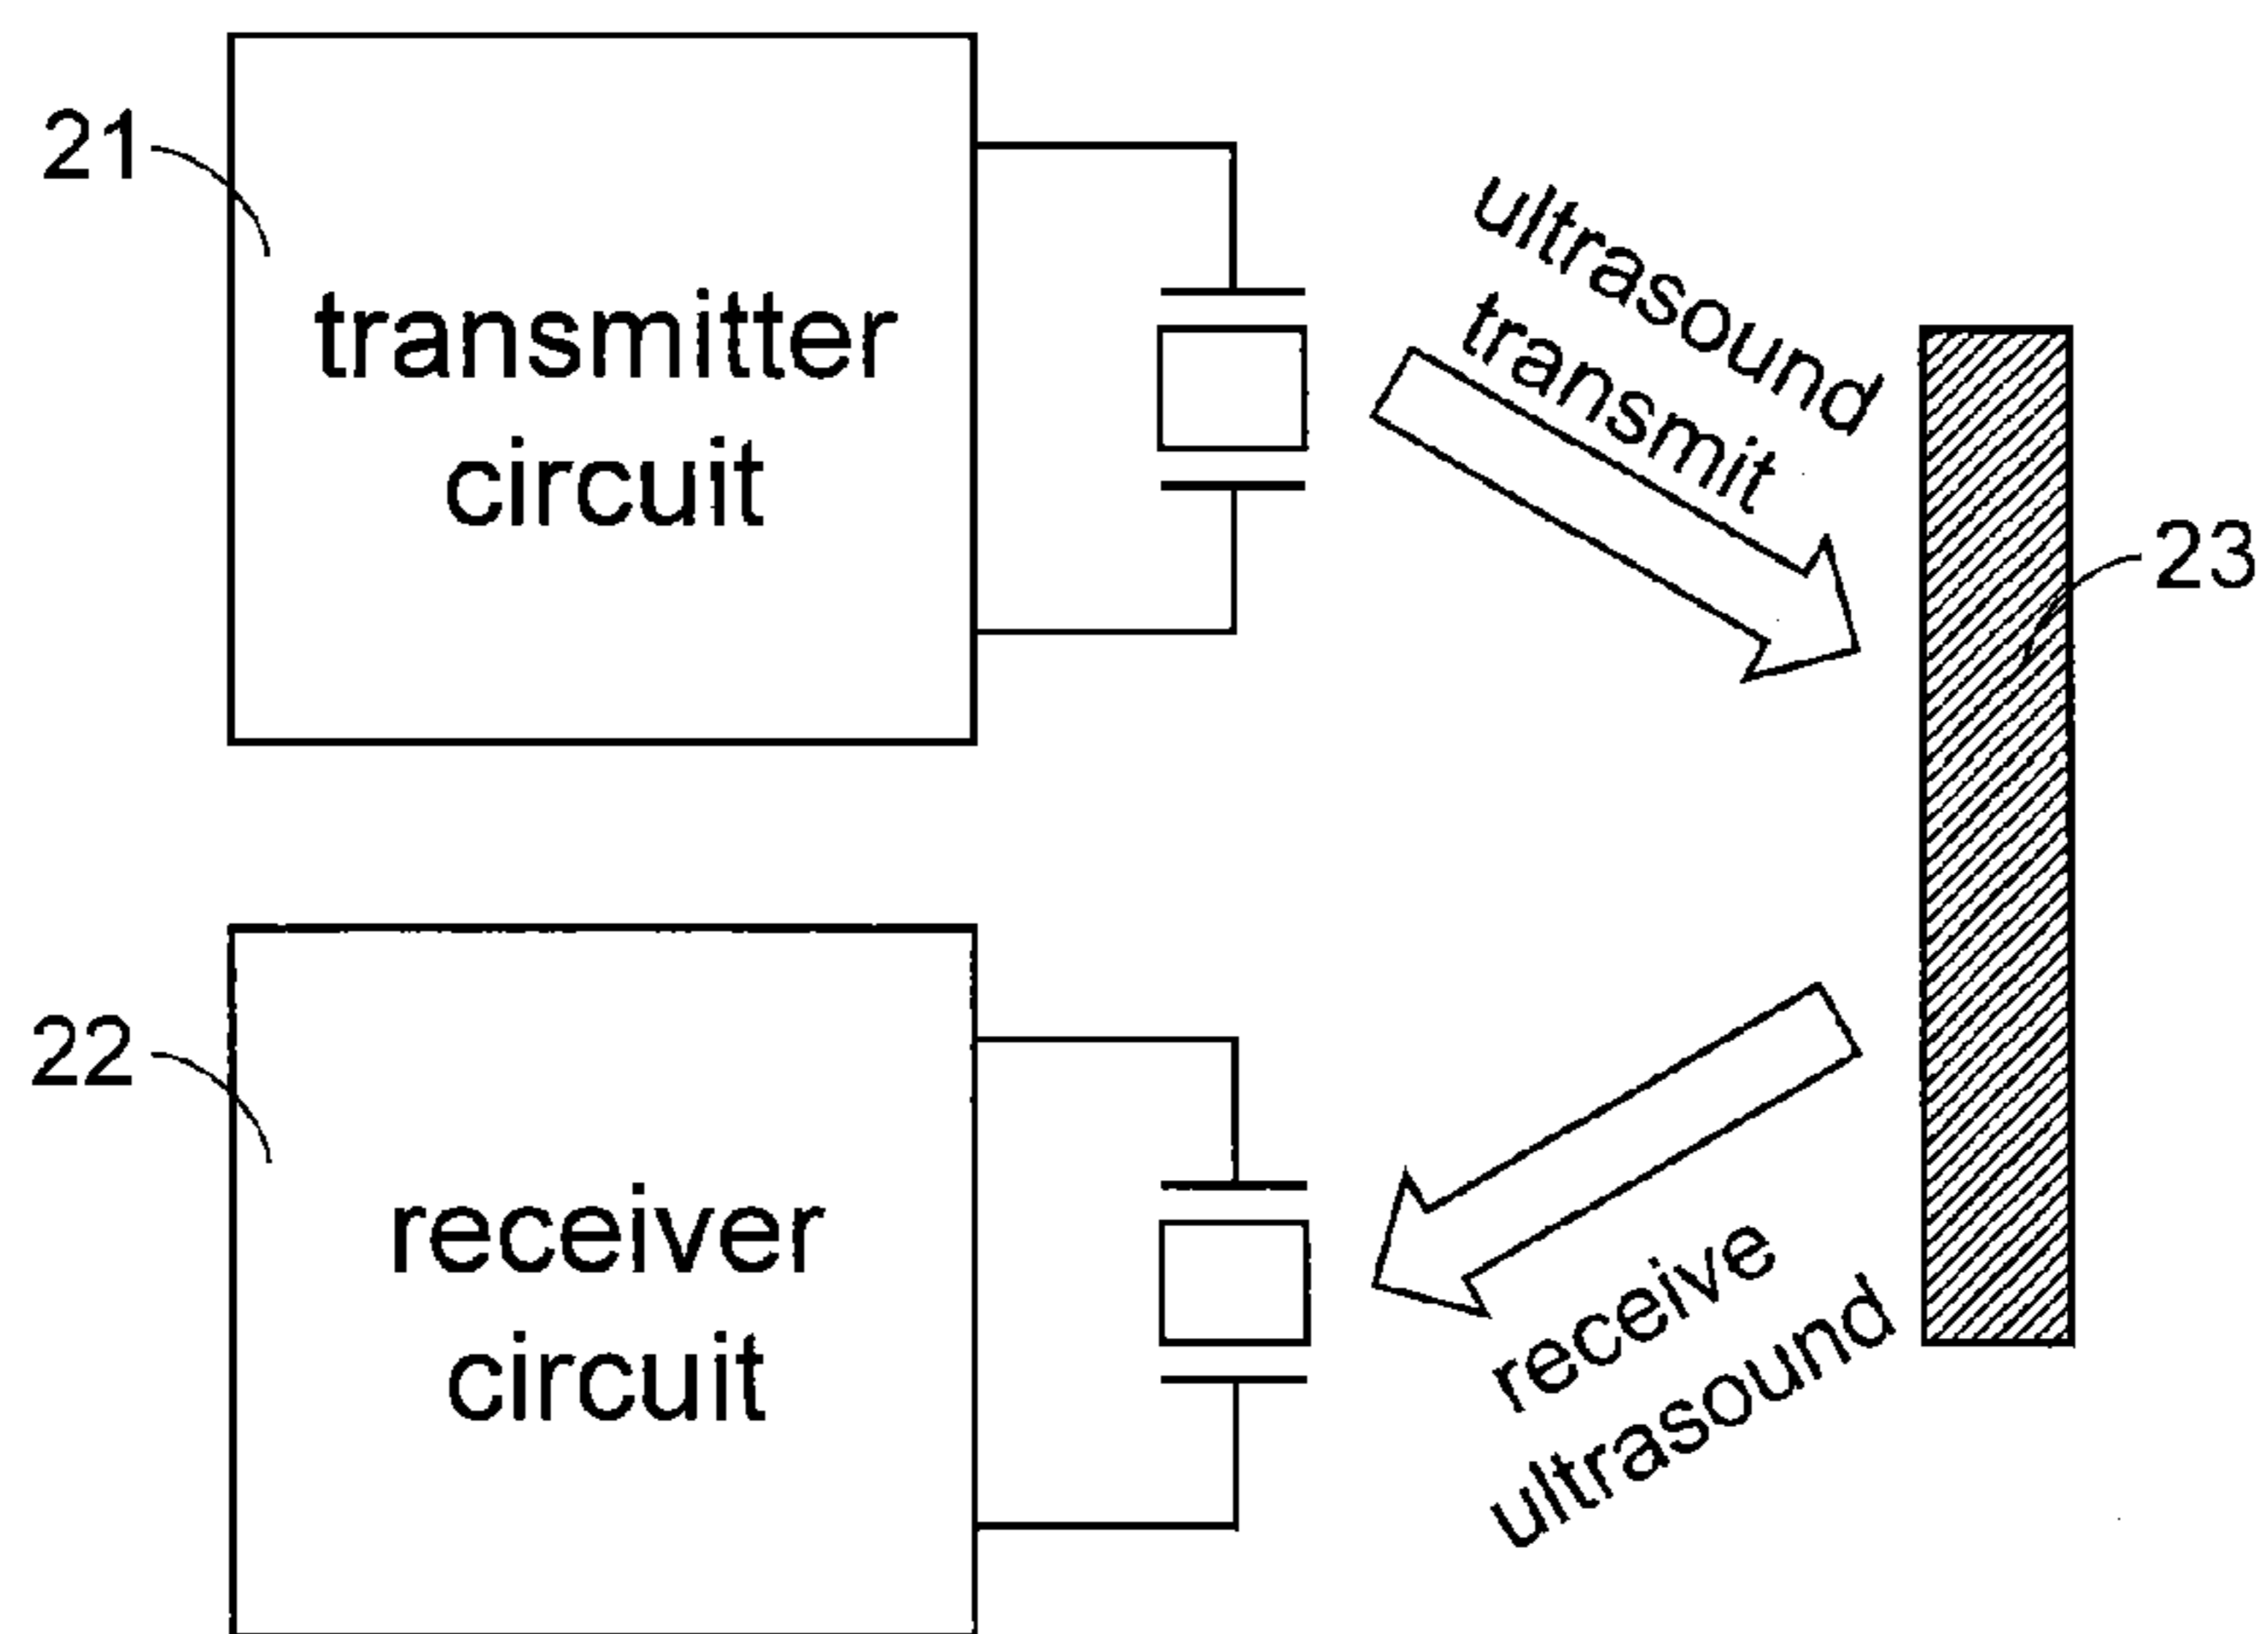 21
transmitter
circuit
ultrasound
transmit
23
22
receiver
circuit
receive
ultrasound